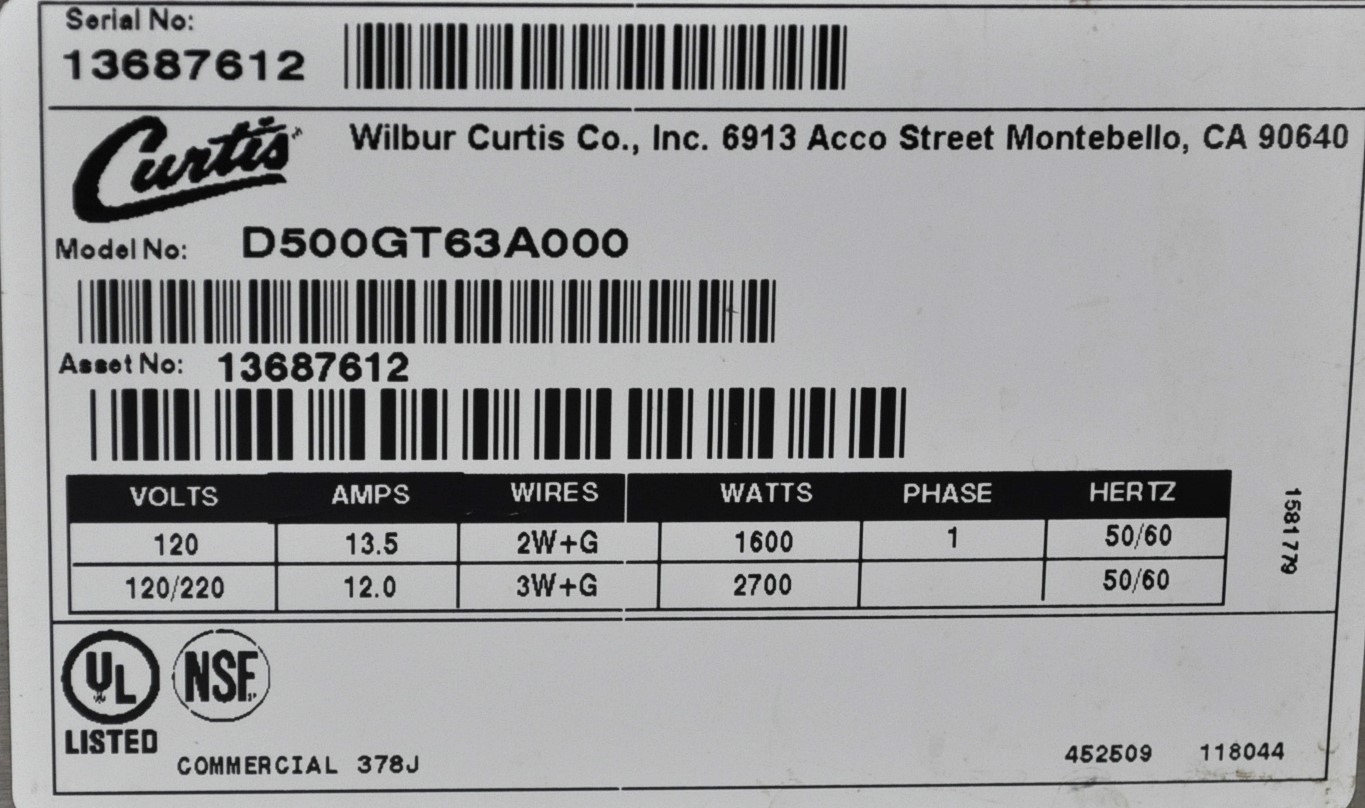 Serial No:
13687612
Curtis
Wilbur Curtis Co., Inc. 6913 Acco Street Montebello, CA 90640
Model No: D500GT63A000
Asset No: 13687612
VOLTS AMPS WIRES WATTS PHASE HERTZ
120 13.5 2W+G 1600 1 50/60
120/220 12.0 3W+G 2700 50/60
1581779
UL NSF
LISTED
COMMERCIAL 378J
452509 118044